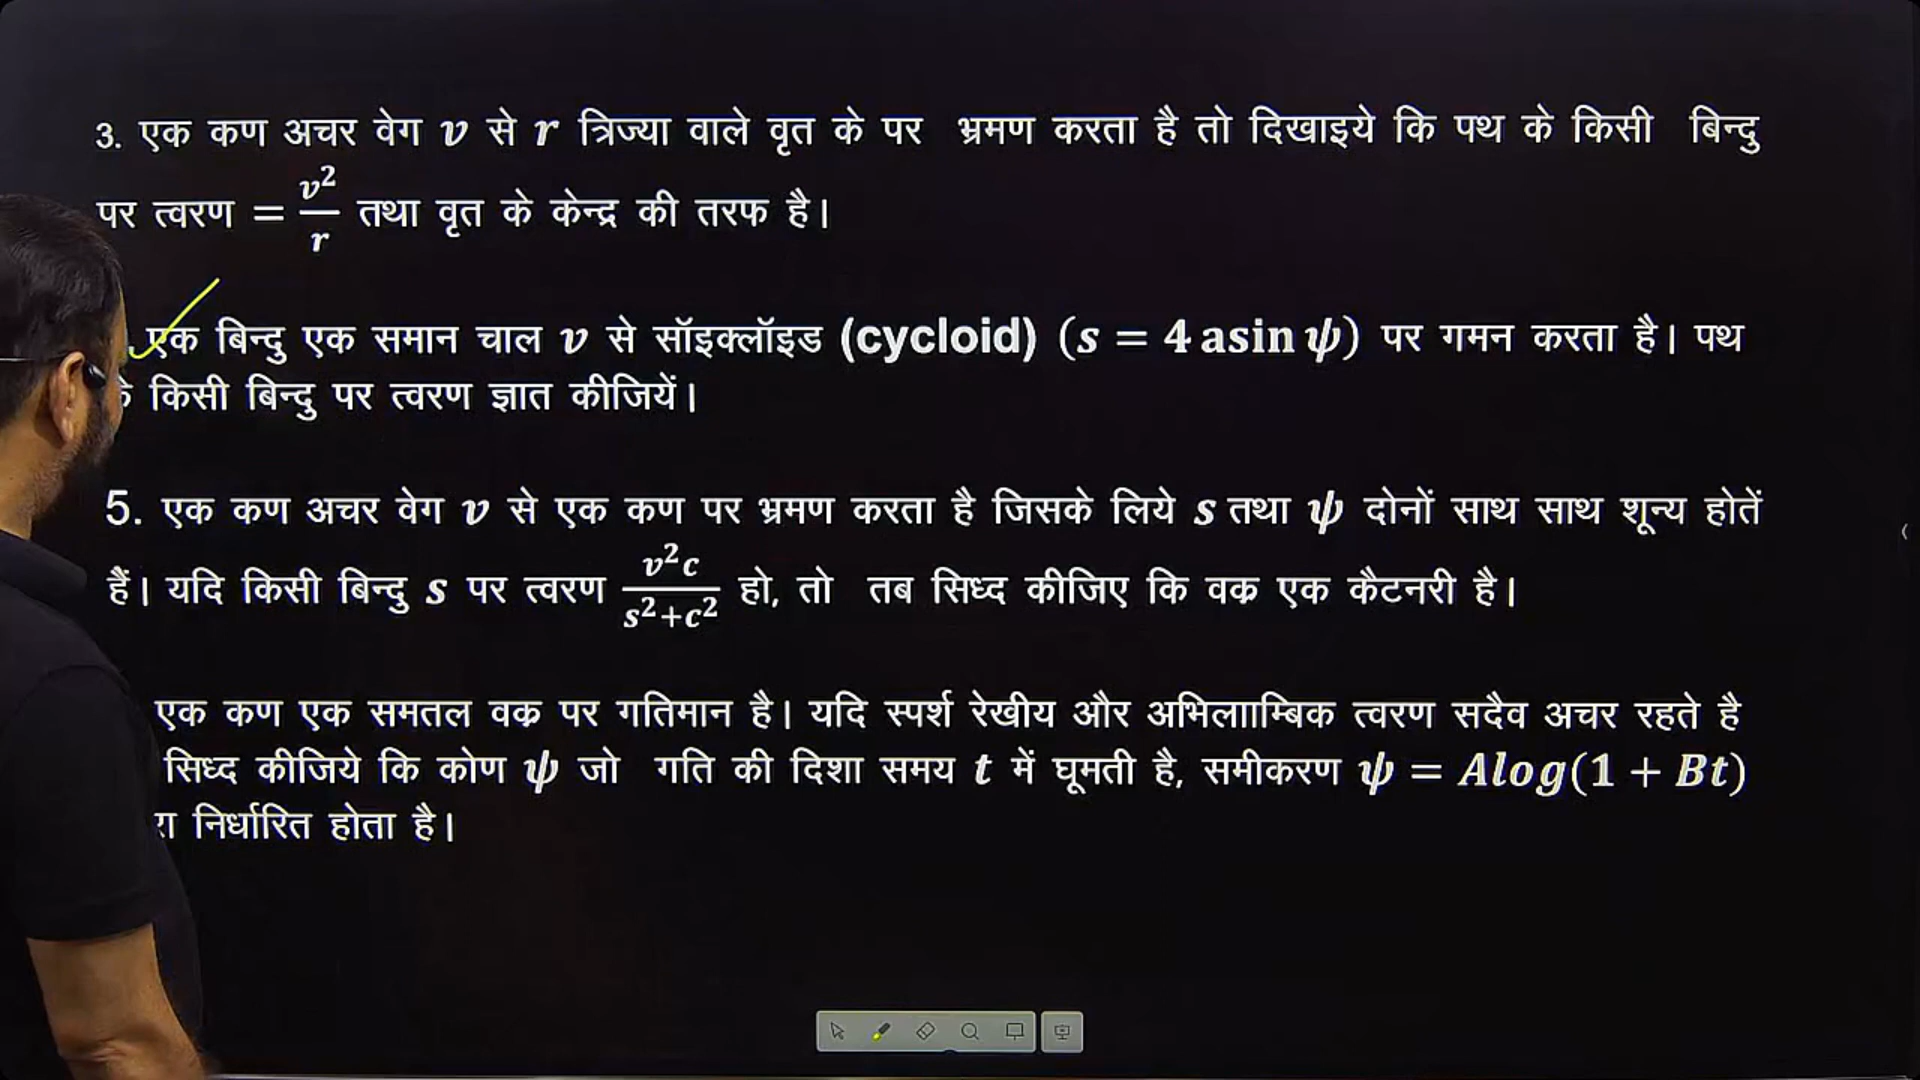 3. एक कण अचर वेग v से r त्रिज्या वाले वृत के पर भ्रमण करता है तो दिखाइये कि पथ के किसी बिन्दु
पर त्वरण = v²/r तथा वृत के केन्द्र की तरफ है।
एक बिन्दु एक समान चाल v से सॉइक्लॉइड (cycloid) (s = 4 asin ψ) पर गमन करता है। पथ
किसी बिन्दु पर त्वरण ज्ञात कीजियें।
5. एक कण अचर वेग v से एक कण पर भ्रमण करता है जिसके लिये s तथा ψ दोनों साथ साथ शून्य होतें
हैं। यदि किसी बिन्दु s पर त्वरण v²c/s²+c² हो, तो तब सिध्द कीजिए कि वक्र एक कैटनरी है।
एक कण एक समतल वक्र पर गतिमान है। यदि स्पर्श रेखीय और अभिलााम्बिक त्वरण सदैव अचर रहते है
सिध्द कीजिये कि कोण ψ जो गति की दिशा समय t में घूमती है, समीकरण ψ = Alog(1 + Bt)
निर्धारित होता है।